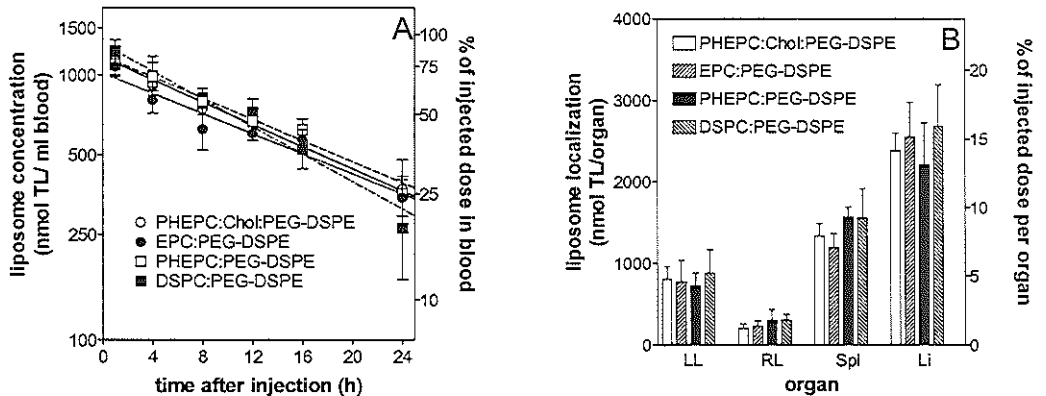 A
liposome concentration
(nmol TL/ ml blood)
1500
1000
500
250
100
100
75
50
25
10
% of injected dose in
blood
PHEPC:Chol:PEG-DSPE
EPC:PEG-DSPE
PHEPC:PEG-DSPE
DSPC:PEG-DSPE
0 4 8 12 16 20 24
time after injection (h)
B
liposome localization
(nmol TL/organ)
4000
3000
2000
1000
0
20
15
10
5
0
% of injected dose per organ
PHEPC:Chol:PEG-DSPE
EPC:PEG-DSPE
PHEPC:PEG-DSPE
DSPC:PEG-DSPE
LL RL Spl Li
organ